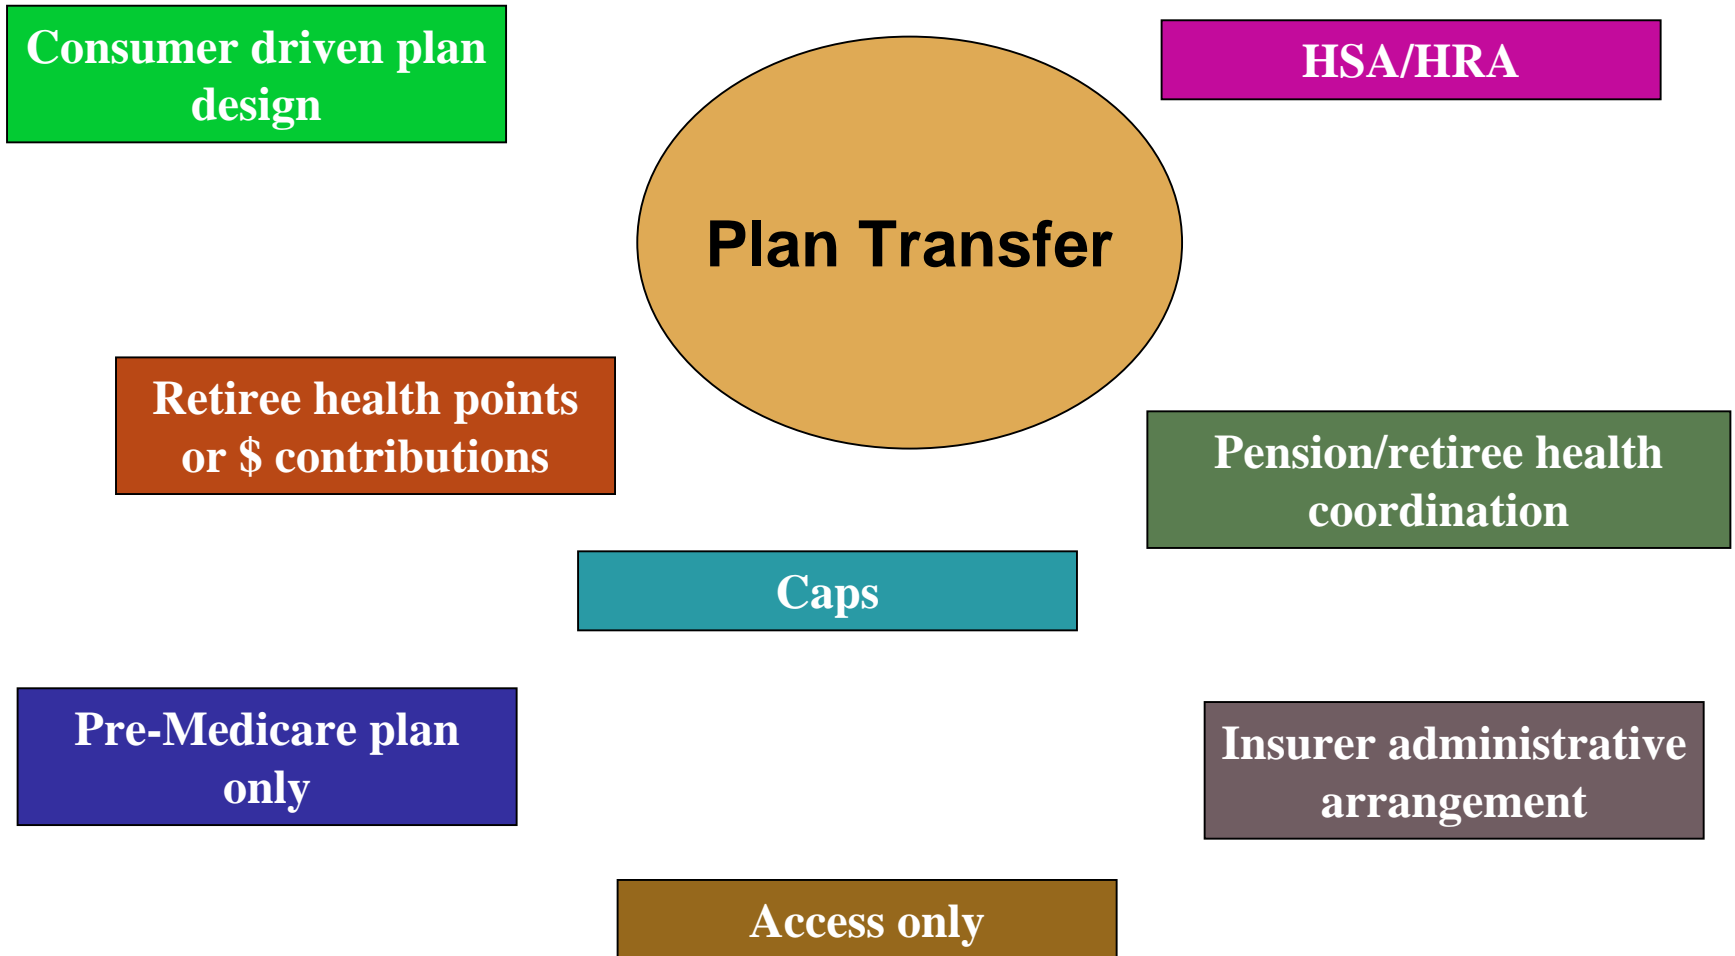 Consumer driven plan
design
HSA/HRA
Plan Transfer
Retiree health points
or $ contributions
Pension/retiree health
coordination
Caps
Pre-Medicare plan
only
Insurer administrative
arrangement
Access only